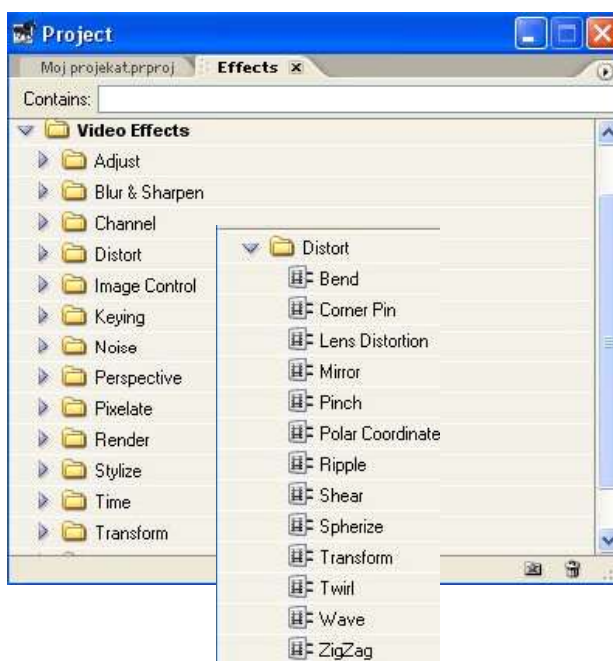 Project
Moj projekat.prproj Effects
Contains:
Video Effects
Adjust
Blur & Sharpen
Channel
Distort
Image Control
Keying
Noise
Perspective
Pixelate
Render
Stylize
Time
Transform
Distort
Bend
Corner Pin
Lens Distortion
Mirror
Pinch
Polar Coordinate
Ripple
Shear
Spherize
Transform
Twirl
Wave
ZigZag